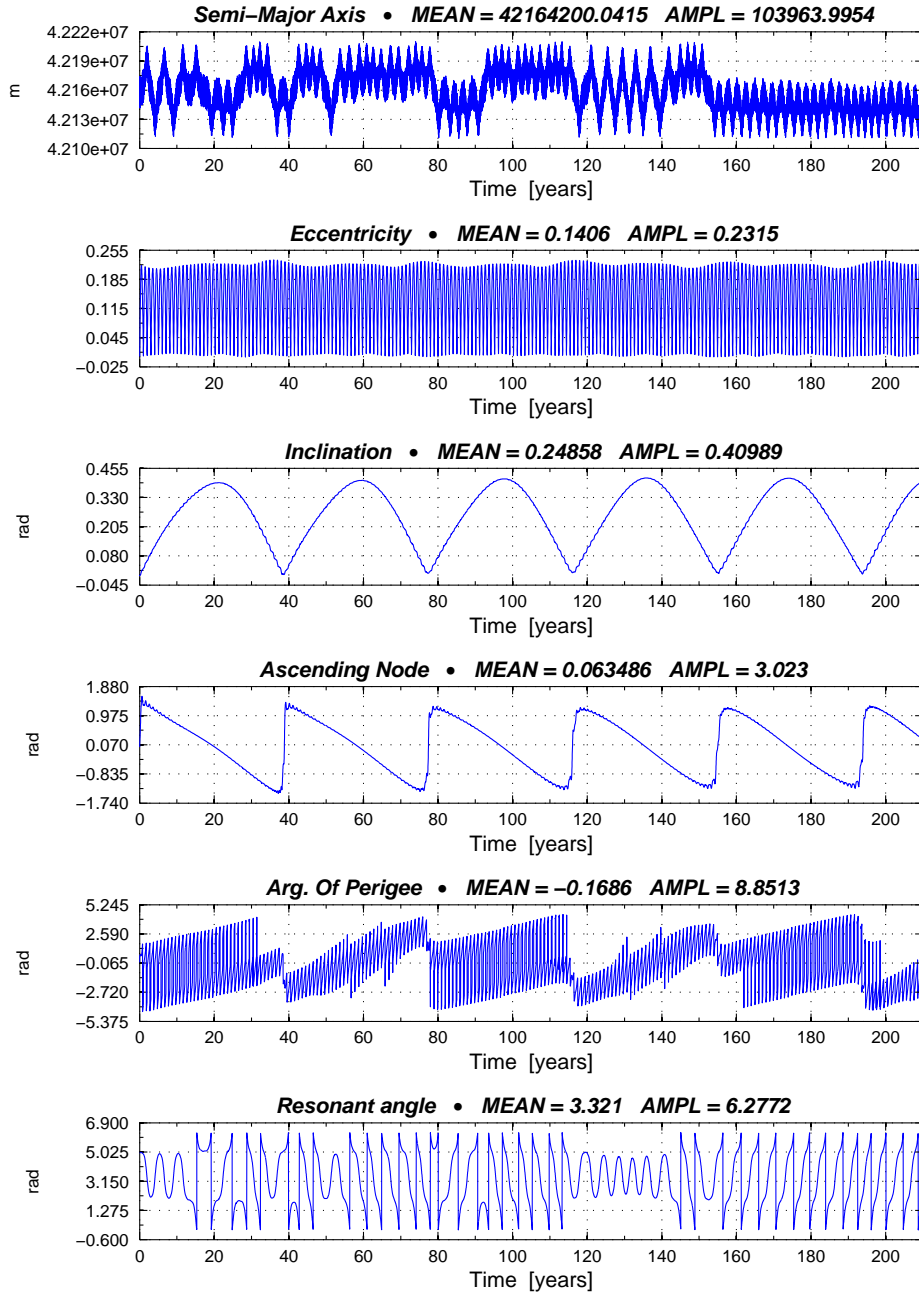 Semi−Major Axis • MEAN = 42164200.0415 AMPL = 103963.9954
4.222e+07
4.219e+07
4.216e+07
4.213e+07
4.210e+07
m
0 20 40 60 80 100 120 140 160 180 200
Time [years]
Eccentricity • MEAN = 0.1406 AMPL = 0.2315
0.255
0.185
0.115
0.045
−0.025
0 20 40 60 80 100 120 140 160 180 200
Time [years]
Inclination • MEAN = 0.24858 AMPL = 0.40989
0.455
0.330
0.205
0.080
−0.045
rad
0 20 40 60 80 100 120 140 160 180 200
Time [years]
Ascending Node • MEAN = 0.063486 AMPL = 3.023
1.880
0.975
0.070
−0.835
−1.740
rad
0 20 40 60 80 100 120 140 160 180 200
Time [years]
Arg. Of Perigee • MEAN = −0.1686 AMPL = 8.8513
5.245
2.590
−0.065
−2.720
−5.375
rad
0 20 40 60 80 100 120 140 160 180 200
Time [years]
Resonant angle • MEAN = 3.321 AMPL = 6.2772
6.900
5.025
3.150
1.275
−0.600
rad
0 20 40 60 80 100 120 140 160 180 200
Time [years]